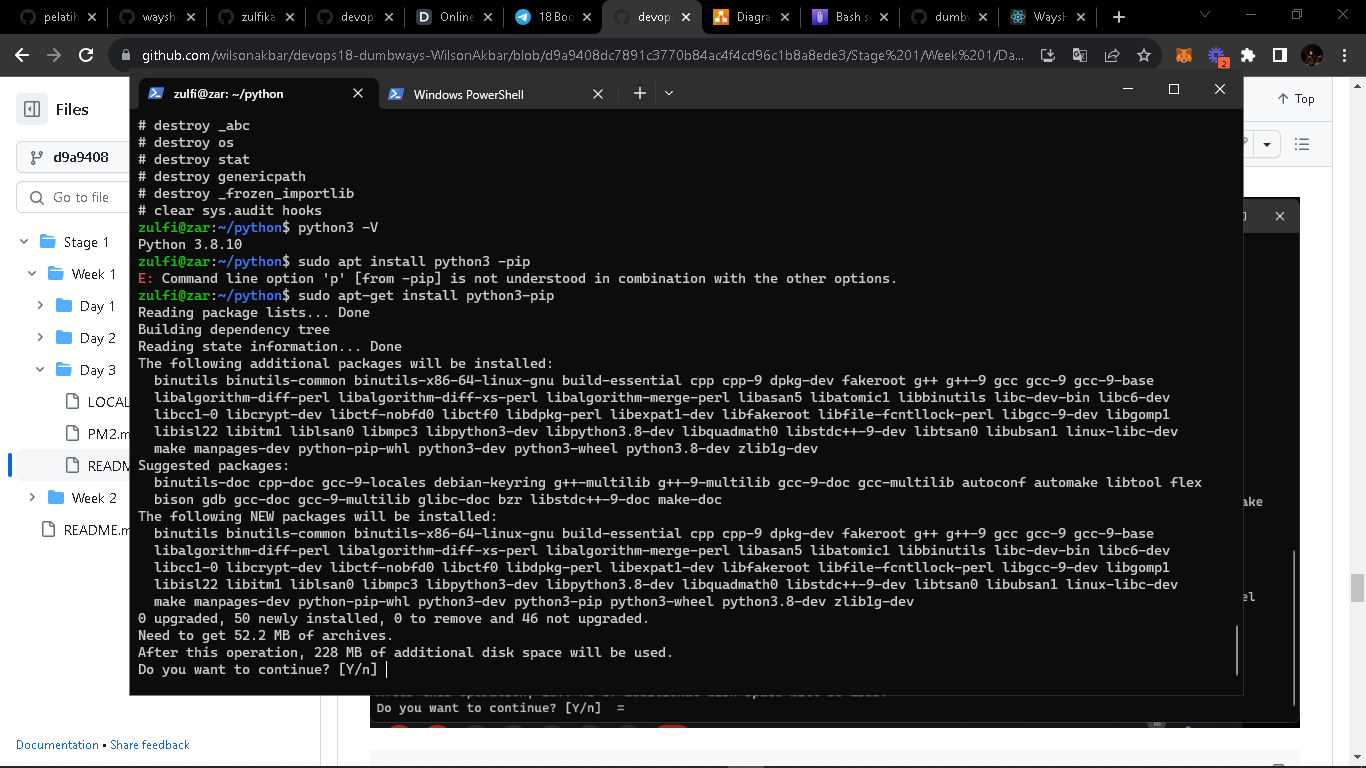 pelatih
waysh
zulfika
devops
Online
18 Boo
devops
Diagra
Bash s
dumbw
Waysh
github.com/wilsonakbar/devops18-dumbways-WilsonAkbar/blob/d9a9408dc7891c3770b84ac4f4cd96c1b8a8ede3/Stage%201/Week%201/Da...
2
Files
d9a9408
Go to file
Stage 1
Week 1
Day 1
Day 2
Day 3
LOCAL
PM2.m
READM
Week 2
README.m
Documentation • Share feedback
Top
zulfi@zar: ~/python
Windows PowerShell
# destroy _abc
# destroy os
# destroy stat
# destroy genericpath
# destroy _frozen_importlib
# clear sys.audit hooks
zulfi@zar:~/python$ python3 -V
Python 3.8.10
zulfi@zar:~/python$ sudo apt install python3 -pip
E: Command line option 'p' [from -pip] is not understood in combination with the other options.
zulfi@zar:~/python$ sudo apt-get install python3-pip
Reading package lists... Done
Building dependency tree
Reading state information... Done
The following additional packages will be installed:
binutils binutils-common binutils-x86-64-linux-gnu build-essential cpp cpp-9 dpkg-dev fakeroot g++ g++-9 gcc gcc-9 gcc-9-base
libalgorithm-diff-perl libalgorithm-diff-xs-perl libalgorithm-merge-perl libasan5 libatomic1 libbinutils libc-dev-bin libc6-dev
libcc1-0 libcrypt-dev libctf-nobfd0 libctf0 libdpkg-perl libexpat1-dev libfakeroot libfile-fcntllock-perl libgcc-9-dev libgomp1
libisl22 libitm1 liblsan0 libmpc3 libpython3-dev libpython3.8-dev libquadmath0 libstdc++-9-dev libtsan0 libubsan1 linux-libc-dev
make manpages-dev python-pip-whl python3-dev python3-wheel python3.8-dev zlib1g-dev
Suggested packages:
binutils-doc cpp-doc gcc-9-locales debian-keyring g++-multilib g++-9-multilib gcc-9-doc gcc-multilib autoconf automake libtool flex
bison gdb gcc-doc gcc-9-multilib glibc-doc bzr libstdc++-9-doc make-doc
The following NEW packages will be installed:
binutils binutils-common binutils-x86-64-linux-gnu build-essential cpp cpp-9 dpkg-dev fakeroot g++ g++-9 gcc gcc-9 gcc-9-base
libalgorithm-diff-perl libalgorithm-diff-xs-perl libalgorithm-merge-perl libasan5 libatomic1 libbinutils libc-dev-bin libc6-dev
libcc1-0 libcrypt-dev libctf-nobfd0 libctf0 libdpkg-perl libexpat1-dev libfakeroot libfile-fcntllock-perl libgcc-9-dev libgomp1
libisl22 libitm1 liblsan0 libmpc3 libpython3-dev libpython3.8-dev libquadmath0 libstdc++-9-dev libtsan0 libubsan1 linux-libc-dev
make manpages-dev python-pip-whl python3-dev python3-pip python3-wheel python3.8-dev zlib1g-dev
0 upgraded, 50 newly installed, 0 to remove and 46 not upgraded.
Need to get 52.2 MB of archives.
After this operation, 228 MB of additional disk space will be used.
Do you want to continue? [Y/n]
ake
el
Do you want to continue? [Y/n] =